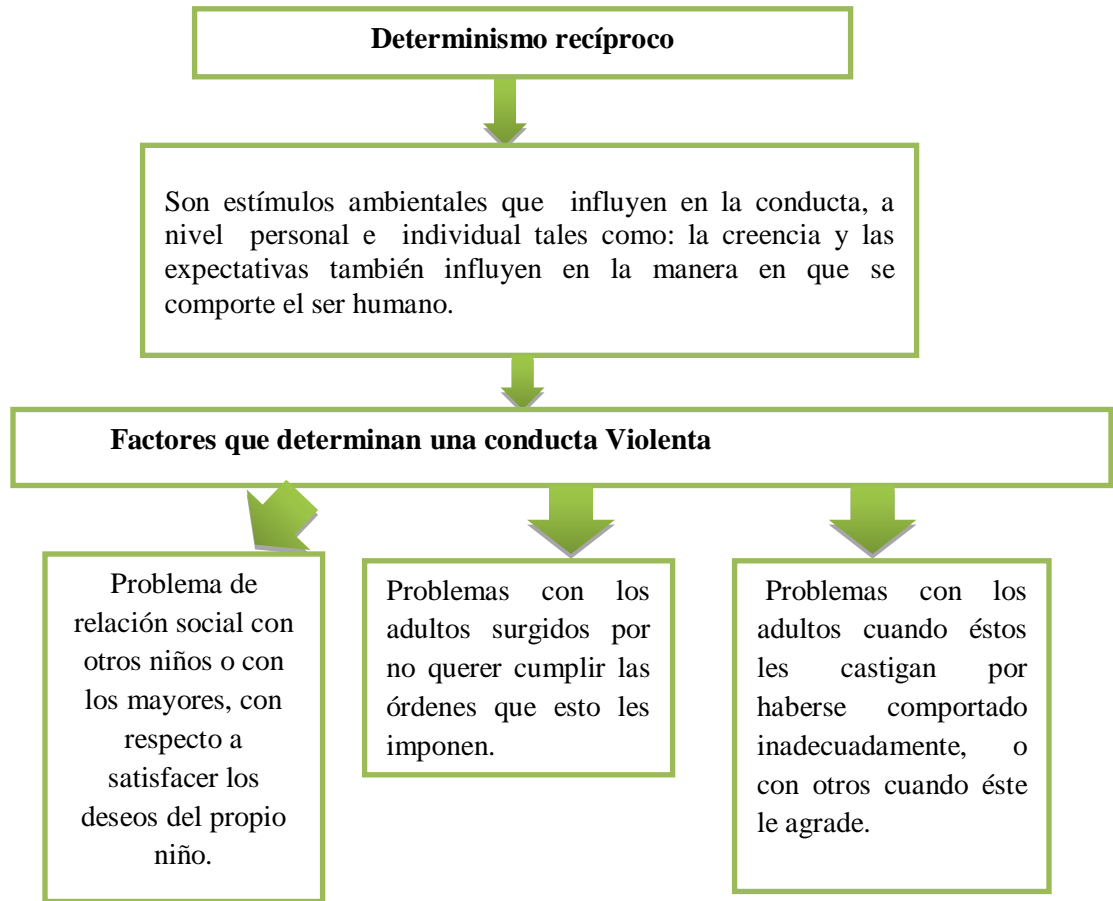 Determinismo recíproco
Son estímulos ambientales que influyen en la conducta, a
nivel personal e individual tales como: la creencia y las
expectativas también influyen en la manera en que se
comporte el ser humano.
Factores que determinan una conducta Violenta
Problema de
relación social con
otros niños o con
los mayores, con
respecto a
satisfacer los
deseos del propio
niño.
Problemas con los
adultos surgidos por
no querer cumplir las
órdenes que esto les
imponen.
Problemas con los
adultos cuando éstos
les castigan por
haberse comportado
inadecuadamente, o
con otros cuando éste
le agrade.